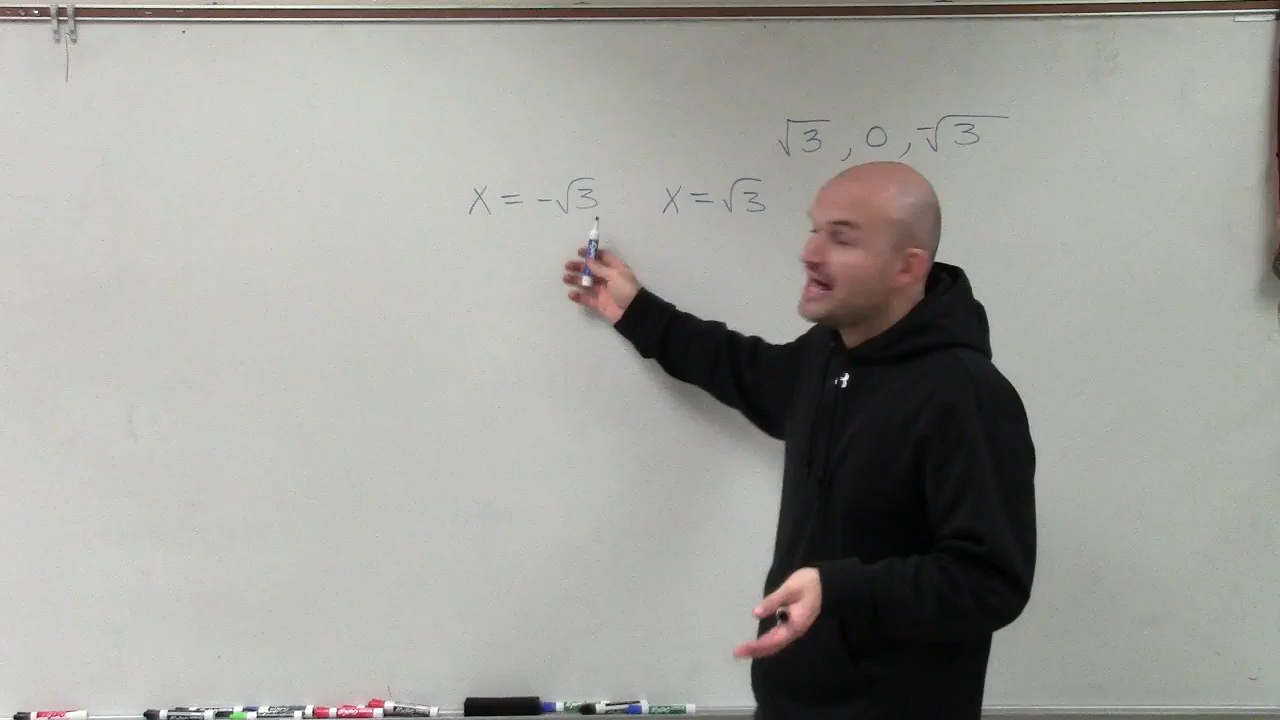 √3 , 0 , -√3
x = -√3 x = √3